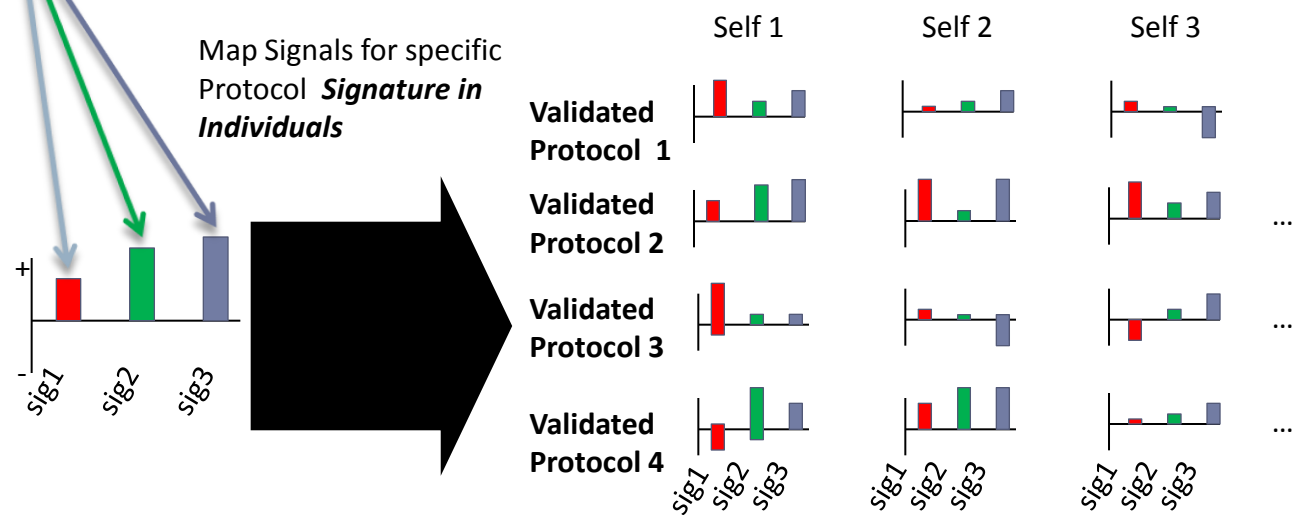 Map Signals for specific
Protocol Signature in
Individuals
+
-
sig1
sig2
sig3
Self 1
Self 2
Self 3
Validated
Protocol 1
Validated
Protocol 2
...
Validated
Protocol 3
...
Validated
Protocol 4
...
sig1
sig2
sig3
sig1
sig2
sig3
sig1
sig2
sig3